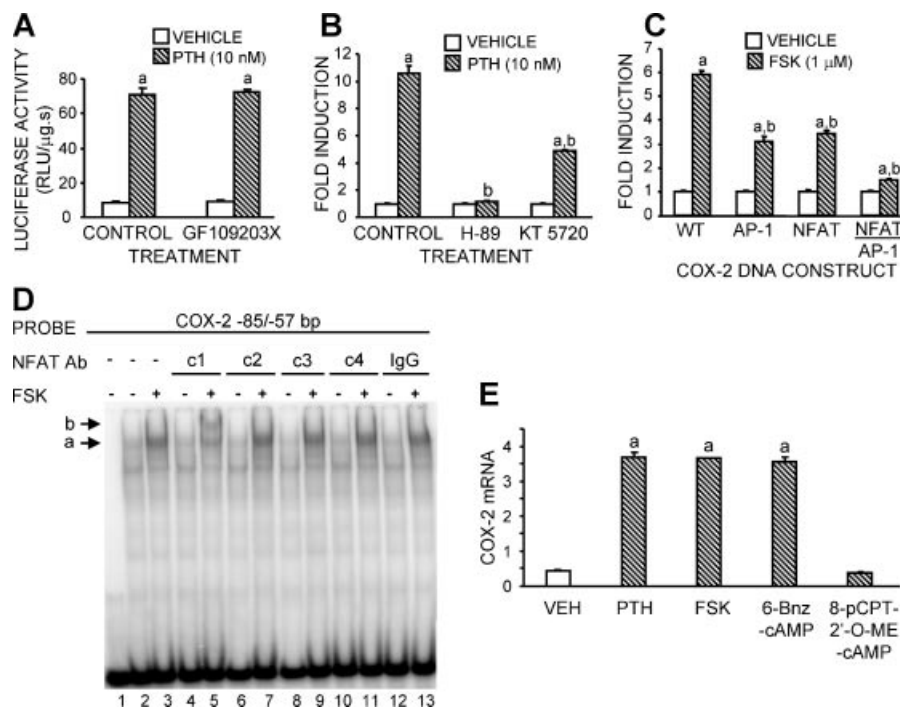 A
VEHICLE
PTH (10 nM)
LUCIFERASE ACTIVITY
(RLU/µg.s)
80
60
40
20
0
a
a
CONTROL GF109203X
TREATMENT
B
VEHICLE
PTH (10 nM)
FOLD INDUCTION
12
10
8
6
4
2
0
a
b
a,b
CONTROL H-89 KT 5720
TREATMENT
C
VEHICLE
FSK (1 µM)
FOLD INDUCTION
7
6
5
4
3
2
1
0
a
a,b
a,b
a,b
WT AP-1 NFAT NFAT
AP-1
COX-2 DNA CONSTRUCT
D
COX-2 -85/-57 bp
PROBE
NFAT Ab - - - c1 c2 c3 c4 IgG
FSK - - + - + - + - + - + - +
b
a
1 2 3 4 5 6 7 8 9 10 11 12 13
E
COX-2 mRNA
4
3
2
1
0
a
a
a
VEH PTH FSK 6-Bnz 8-pCPT-
-cAMP 2'-O-ME
-cAMP